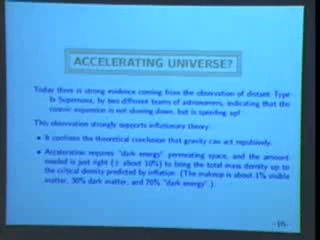 ACCELERATING UNIVERSE?
Today there is strong evidence coming from the observation of distant Type
Ia Supernova, by two different teams of astronomers, indicating that the
cosmic expansion is not slowing down, but is speeding up!
This observation strongly supports inflationary theory:
• It confirms the theoretical conclusion that gravity can act repulsively.
• Acceleration requires "dark energy" permeating space, and the amount
needed is just right (± about 10%) to bring the total mass density up to
the critical density predicted by inflation. (The makeup is about 1% visible
matter, 30% dark matter, and 70% "dark energy".)